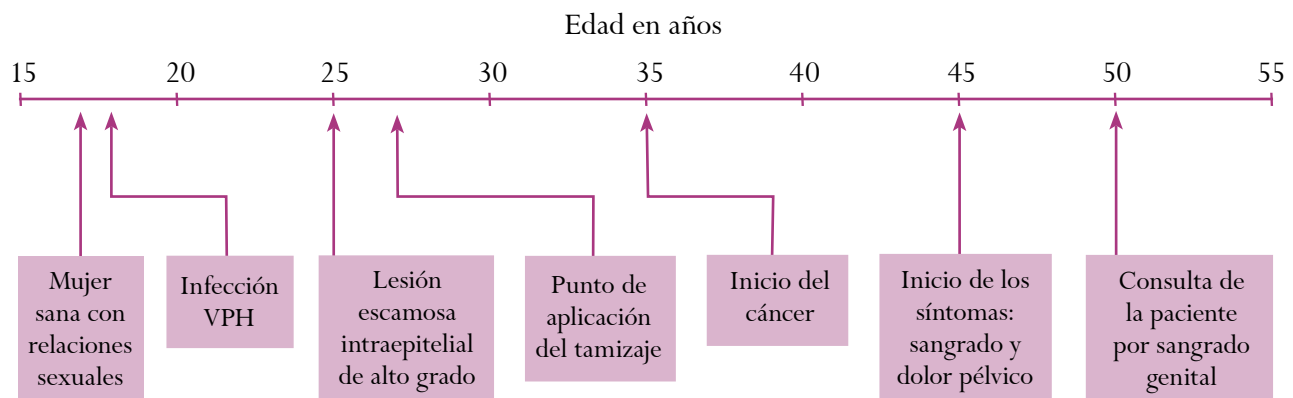 Edad en años
15 20 25 30 35 40 45 50 55
Mujer
sana con
relaciones
sexuales
Infección
VPH
Lesión
escamosa
intraepitelial
de alto grado
Punto de
aplicación
del tamizaje
Inicio del
cáncer
Inicio de los
síntomas:
sangrado y
dolor pélvico
Consulta de
la paciente
por sangrado
genital